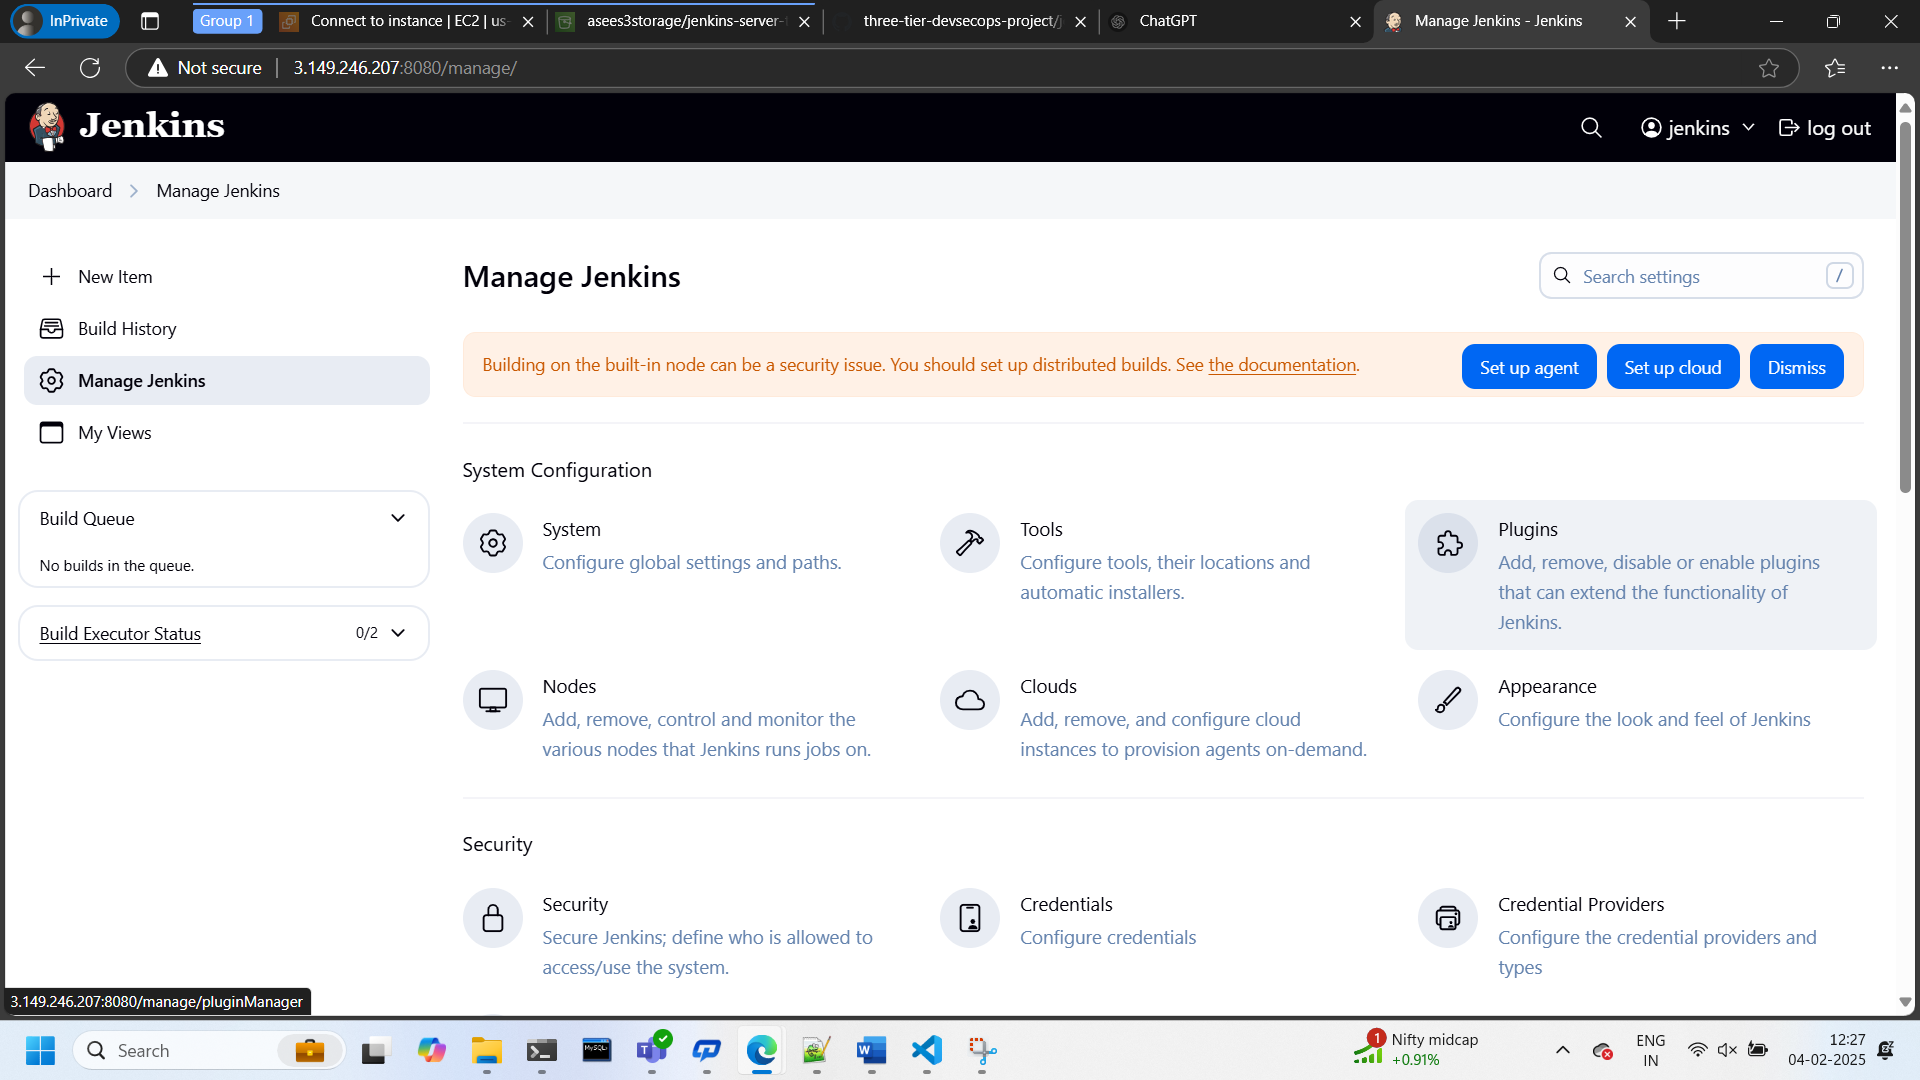 InPrivate
Group 1
Connect to instance | EC2 | us-
asees3storage/jenkins-server-
three-tier-devsecops-project/j
ChatGPT
Manage Jenkins - Jenkins
Not secure
3.149.246.207:8080/manage/
Jenkins
jenkins
log out
Dashboard
Manage Jenkins
New Item
Build History
Manage Jenkins
My Views
Build Queue
No builds in the queue.
Build Executor Status
0/2
Manage Jenkins
Search settings
/
Building on the built-in node can be a security issue. You should set up distributed builds. See the documentation.
Set up agent
Set up cloud
Dismiss
System Configuration
System
Configure global settings and paths.
Tools
Configure tools, their locations and
automatic installers.
Plugins
Add, remove, disable or enable plugins
that can extend the functionality of
Jenkins.
Nodes
Add, remove, control and monitor the
various nodes that Jenkins runs jobs on.
Clouds
Add, remove, and configure cloud
instances to provision agents on-demand.
Appearance
Configure the look and feel of Jenkins
Security
Security
Secure Jenkins; define who is allowed to
access/use the system.
Credentials
Configure credentials
Credential Providers
Configure the credential providers and
types
3.149.246.207:8080/manage/pluginManager
Search
MySQL
1
Nifty midcap
+0.91%
ENG
IN
12:27
04-02-2025